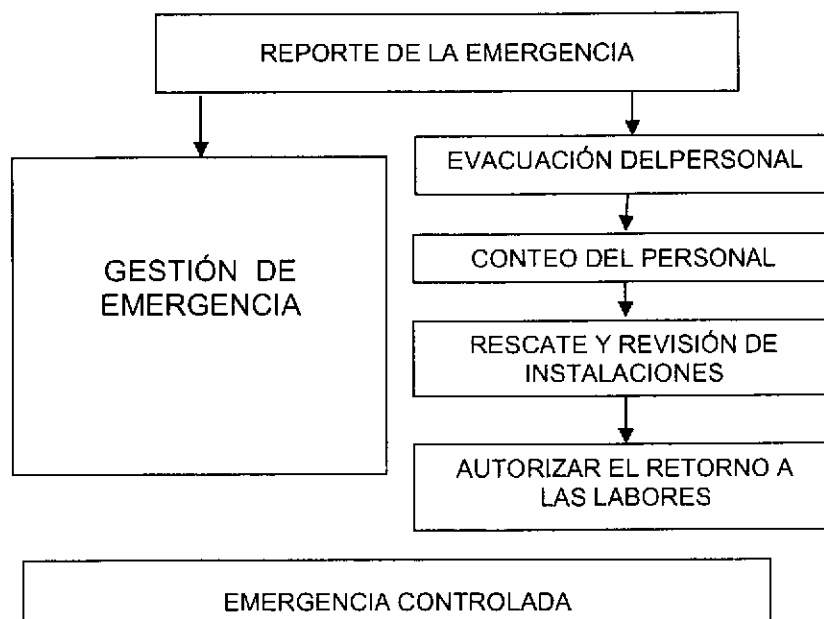 REPORTE DE LA EMERGENCIA
GESTIÓN DE
EMERGENCIA
EVACUACIÓN DELPERSONAL
CONTEO DEL PERSONAL
RESCATE Y REVISIÓN DE
INSTALACIONES
AUTORIZAR EL RETORNO A
LAS LABORES
EMERGENCIA CONTROLADA